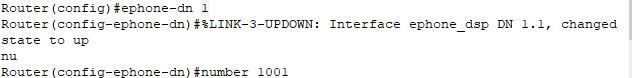 Router(config)#ephone-dn 1
Router(config-ephone-dn)#%LINK-3-UPDOWN: Interface ephone_dsp DN 1.1, changed
state to up
nu
Router(config-ephone-dn)#number 1001